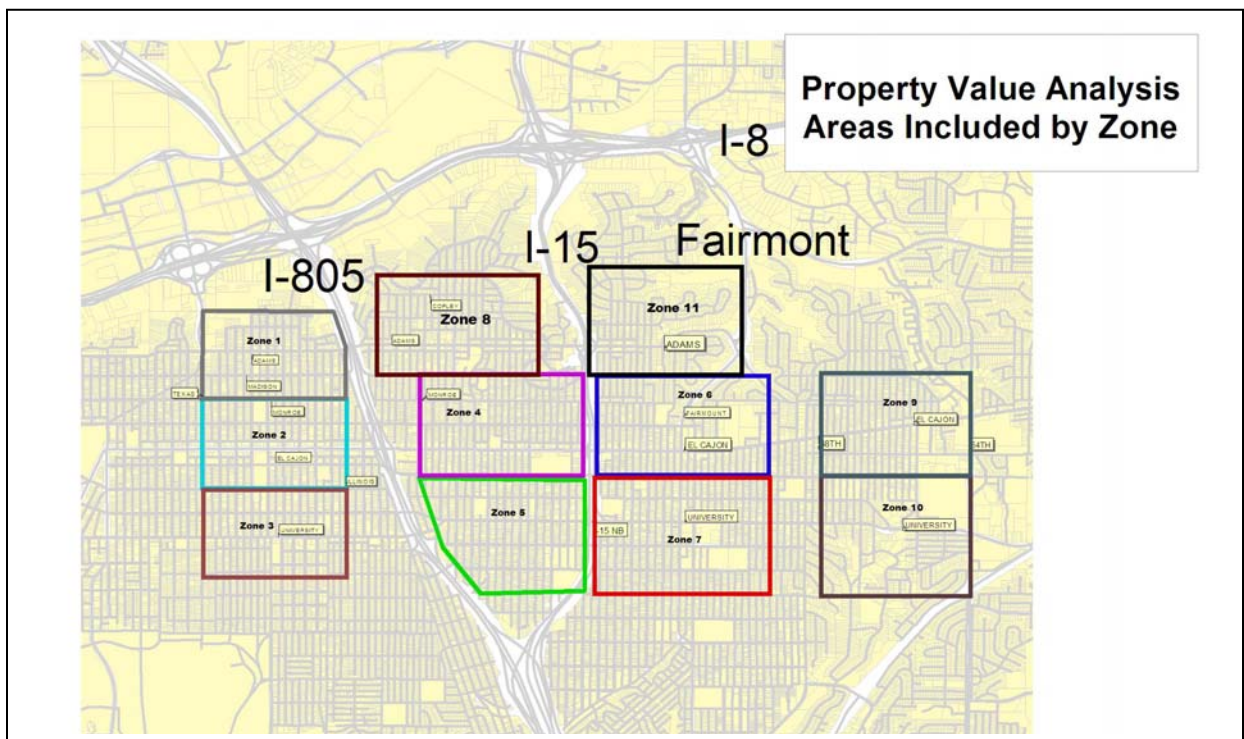 Property Value Analysis
Areas Included by Zone
I-8
I-15
Fairmont
I-805
COPLEY
Zone 8
Zone 11
ADAMS
ADAMS
Zone 1
ADAMS
MADISON
TEXAS
MONROE
MONROE
Zone 4
Zone 6
FAIRMOUNT
Zone 9
EL CAJON
Zone 2
EL CAJON
EL CAJON
58TH
54TH
ILLINOIS
Zone 3
UNIVERSITY
Zone 5
UNIVERSITY
-15 NB
Zone 7
Zone 10
UNIVERSITY